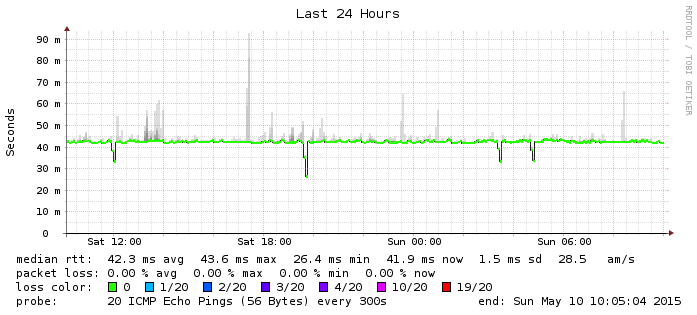 Last 24 Hours
RRDTOOL / TOBI OETIKER
Seconds
90 m
80 m
70 m
60 m
50 m
40 m
30 m
20 m
10 m
0
Sat 12:00 Sat 18:00 Sun 00:00 Sun 06:00
median rtt: 42.3 ms avg 43.6 ms max 26.4 ms min 41.9 ms now 1.5 ms sd 28.5 am/s
packet loss: 0.00 % avg 0.00 % max 0.00 % min 0.00 % now
loss color: 0 1/20 2/20 3/20 4/20 10/20 19/20
probe: 20 ICMP Echo Pings (56 Bytes) every 300s end: Sun May 10 10:05:04 2015